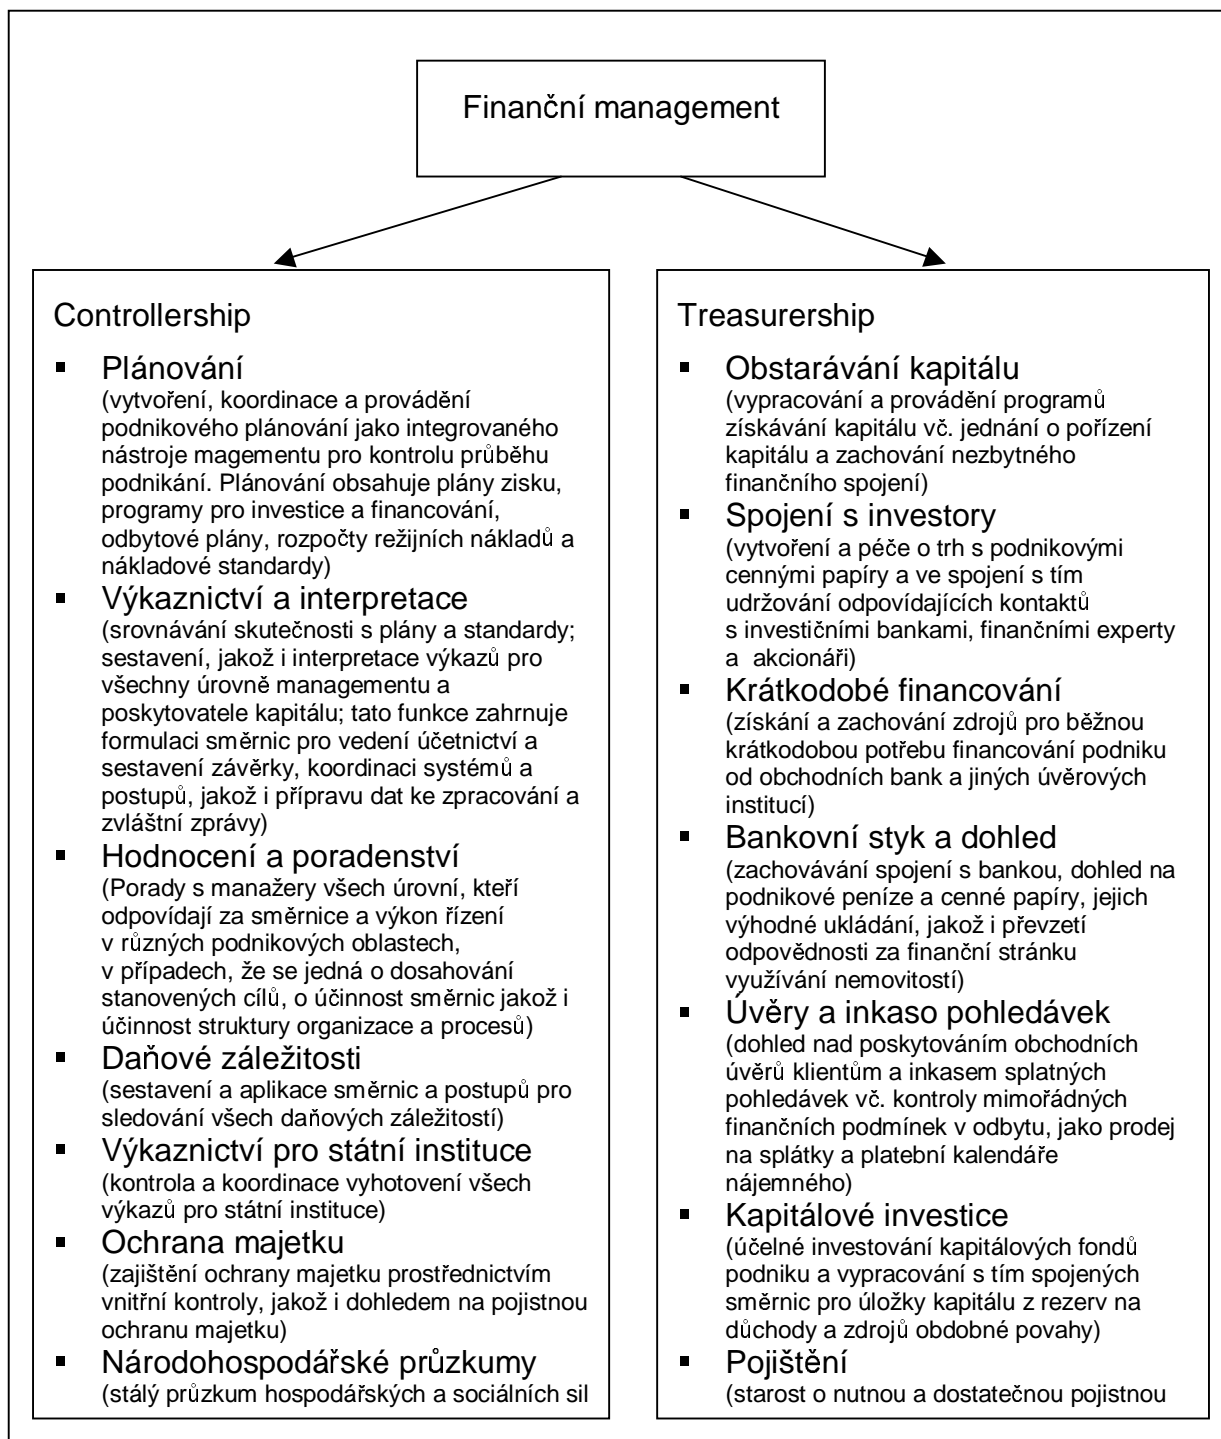 Finanční management
Controllership
▪ Plánování
(vytvoření, koordinace a provádění
podnikového plánování jako integrovaného
nástroje magementu pro kontrolu průběhu
podnikání. Plánování obsahuje plány zisku,
programy pro investice a financování,
odbytové plány, rozpočty režijních nákladů a
nákladové standardy)
▪ Výkaznictví a interpretace
(srovnávání skutečnosti s plány a standardy;
sestavení, jakož i interpretace výkazů pro
všechny úrovně managementu a
poskytovatele kapitálu; tato funkce zahrnuje
formulaci směrnic pro vedení účetnictví a
sestavení závěrky, koordinaci systémů a
postupů, jakož i přípravu dat ke zpracování a
zvláštní zprávy)
▪ Hodnocení a poradenství
(Porady s manažery všech úrovní, kteří
odpovídají za směrnice a výkon řízení
v různých podnikových oblastech,
v případech, že se jedná o dosahování
stanovených cílů, o účinnost směrnic jakož i
účinnost struktury organizace a procesů)
▪ Daňové záležitosti
(sestavení a aplikace směrnic a postupů pro
sledování všech daňových záležitostí)
▪ Výkaznictví pro státní instituce
(kontrola a koordinace vyhotovení všech
výkazů pro státní instituce)
▪ Ochrana majetku
(zajištění ochrany majetku prostřednictvím
vnitřní kontroly, jakož i dohledem na pojistnou
ochranu majetku)
▪ Národohospodářské průzkumy
(stálý průzkum hospodářských a sociálních sil
Treasurership
▪ Obstarávání kapitálu
(vypracování a provádění programů
získávání kapitálu vč. jednání o pořízení
kapitálu a zachování nezbytného
finančního spojení)
▪ Spojení s investory
(vytvoření a péče o trh s podnikovými
cennými papíry a ve spojení s tím
udržování odpovídajících kontaktů
s investičními bankami, finančními experty
a akcionáři)
▪ Krátkodobé financování
(získání a zachování zdrojů pro běžnou
krátkodobou potřebu financování podniku
od obchodních bank a jiných úvěrových
institucí)
▪ Bankovní styk a dohled
(zachovávání spojení s bankou, dohled na
podnikové peníze a cenné papíry, jejich
výhodné ukládání, jakož i převzetí
odpovědnosti za finanční stránku
využívání nemovitostí)
▪ Úvěry a inkaso pohledávek
(dohled nad poskytováním obchodních
úvěrů klientům a inkasem splatných
pohledávek vč. kontroly mimořádných
finančních podmínek v odbytu, jako prodej
na splátky a platební kalendáře
nájemného)
▪ Kapitálové investice
(účelné investování kapitálových fondů
podniku a vypracování s tím spojených
směrnic pro úložky kapitálu z rezerv na
důchody a zdrojů obdobné povahy)
▪ Pojištění
(starost o nutnou a dostatečnou pojistnou